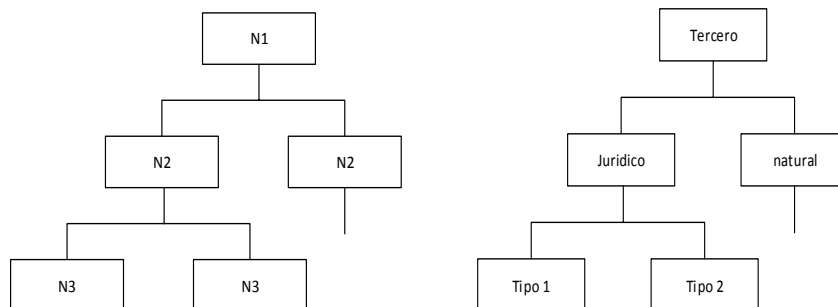 N1
N2
N2
N3
N3
Tercero
Juridico
natural
Tipo 1
Tipo 2